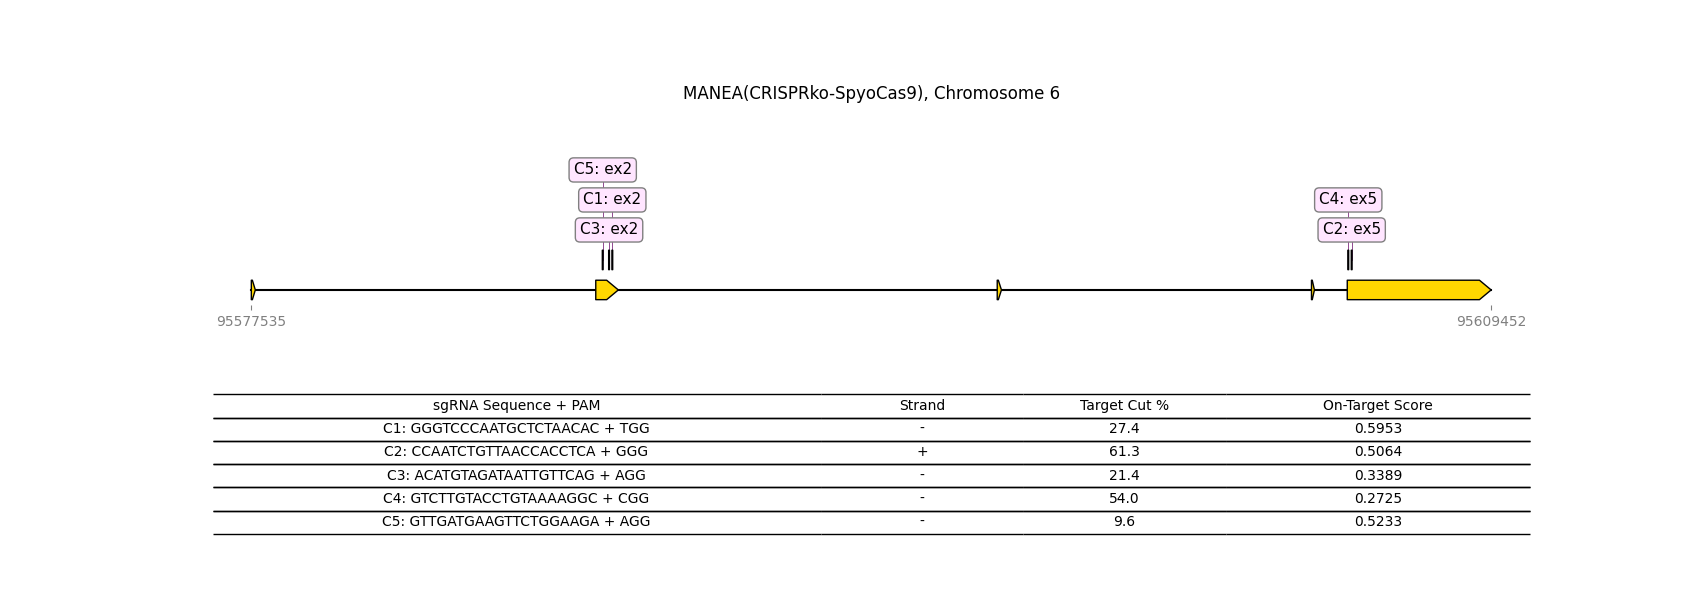 MANEA(CRISPRko-SpyoCas9), Chromosome 6
C5: ex2
C1: ex2
C4: ex5
C3: ex2
C2: ex5
95577535
95609452
sgRNA Sequence + PAM Strand Target Cut % On-Target Score
C1: GGGTCCCAATGCTCTAACAC + TGG - 27.4 0.5953
C2: CCAATCTGTTAACCACCTCA + GGG + 61.3 0.5064
C3: ACATGTAGATAATTGTTCAG + AGG - 21.4 0.3389
C4: GTCTTGTACCTGTAAAAGGC + CGG - 54.0 0.2725
C5: GTTGATGAAGTTCTGGAAGA + AGG - 9.6 0.5233